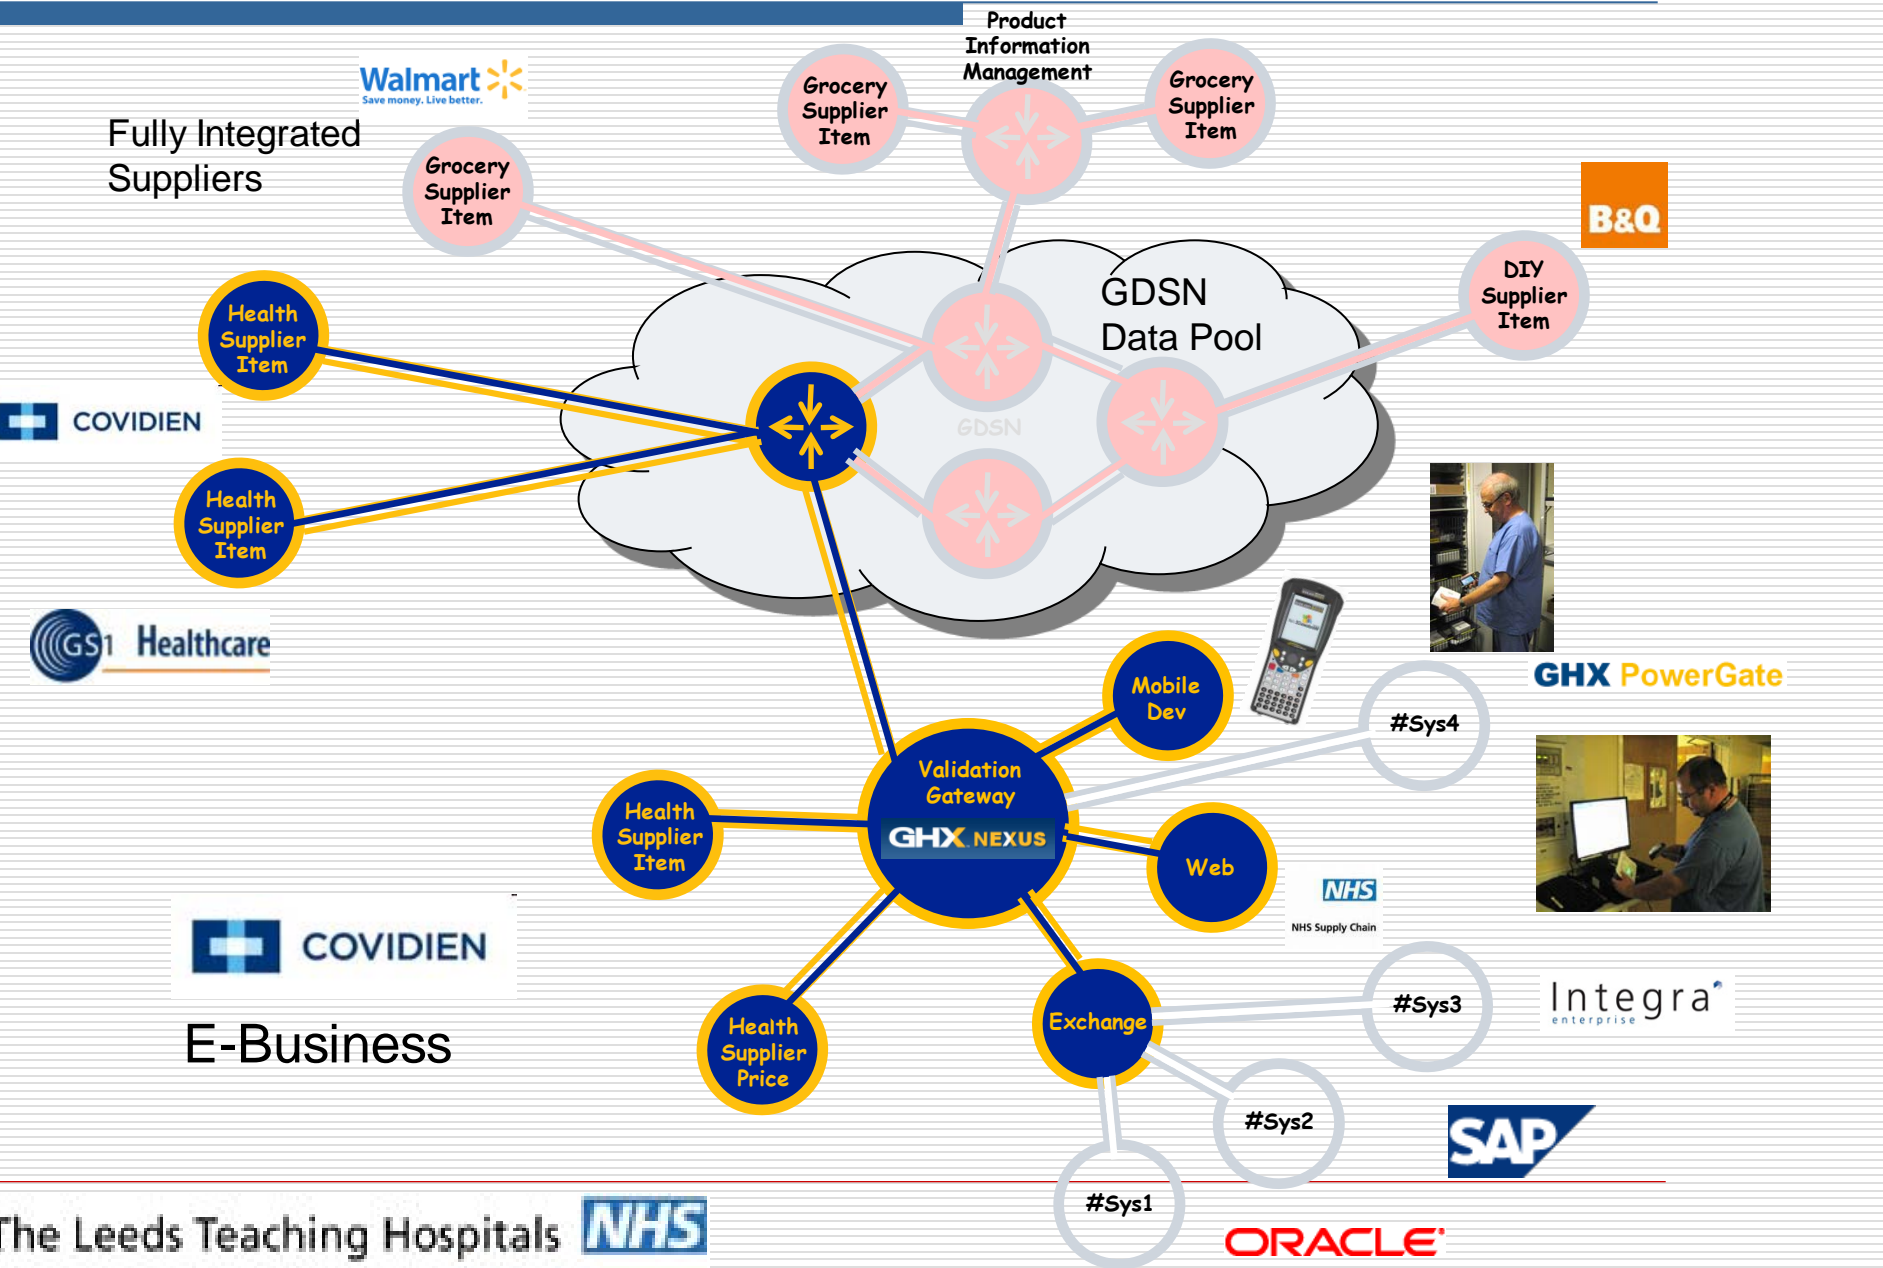 Product
Information
Management
Walmart
Save money. Live better.
Grocery
Supplier
Item
Grocery
Supplier
Item
Fully Integrated
Suppliers
Grocery
Supplier
Item
B&Q
DIY
Supplier
Item
GDSN
Data Pool
Health
Supplier
Item
COVIDIEN
GDSN
Health
Supplier
Item
GS1 Healthcare
Mobile
Dev
GHX PowerGate
#Sys4
Validation
Gateway
GHX NEXUS
Health
Supplier
Item
Web
NHS
NHS Supply Chain
COVIDIEN
E-Business
Health
Supplier
Price
Exchange
#Sys3
Integra
enterprise
#Sys2
SAP
#Sys1
The Leeds Teaching Hospitals NHS
ORACLE